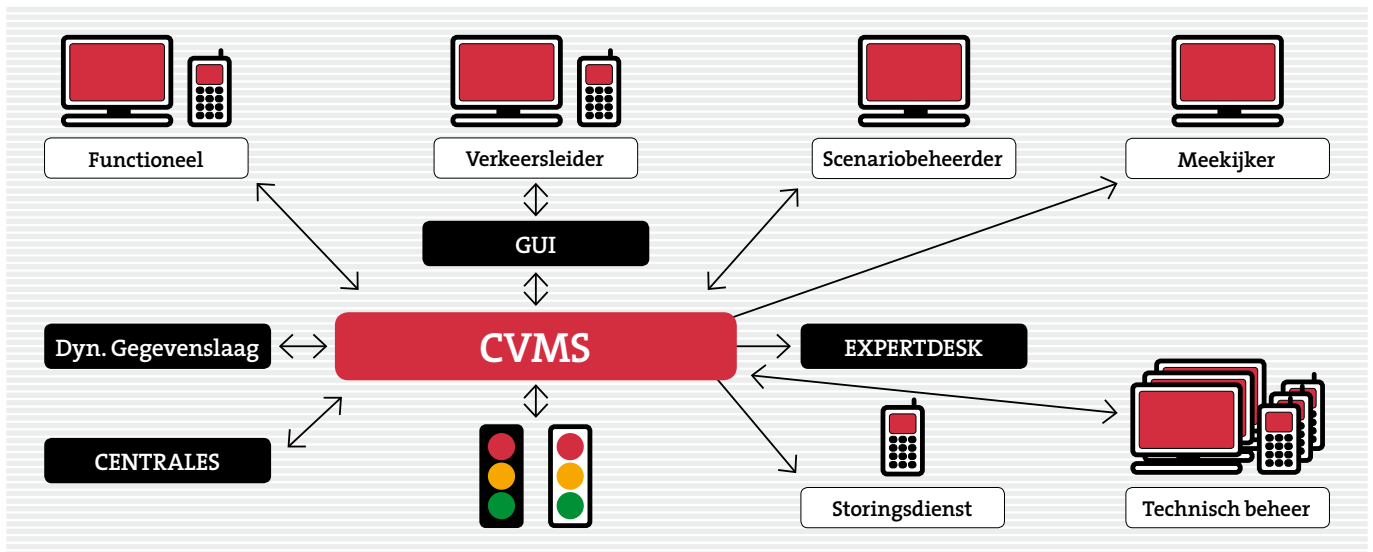 Functioneel
Verkeersleider
Scenariobeheerder
Meekijker
GUI
Dyn. Gegevenslaag
CVMS
EXPERTDESK
CENTRALES
Storingsdienst
Technisch beheer